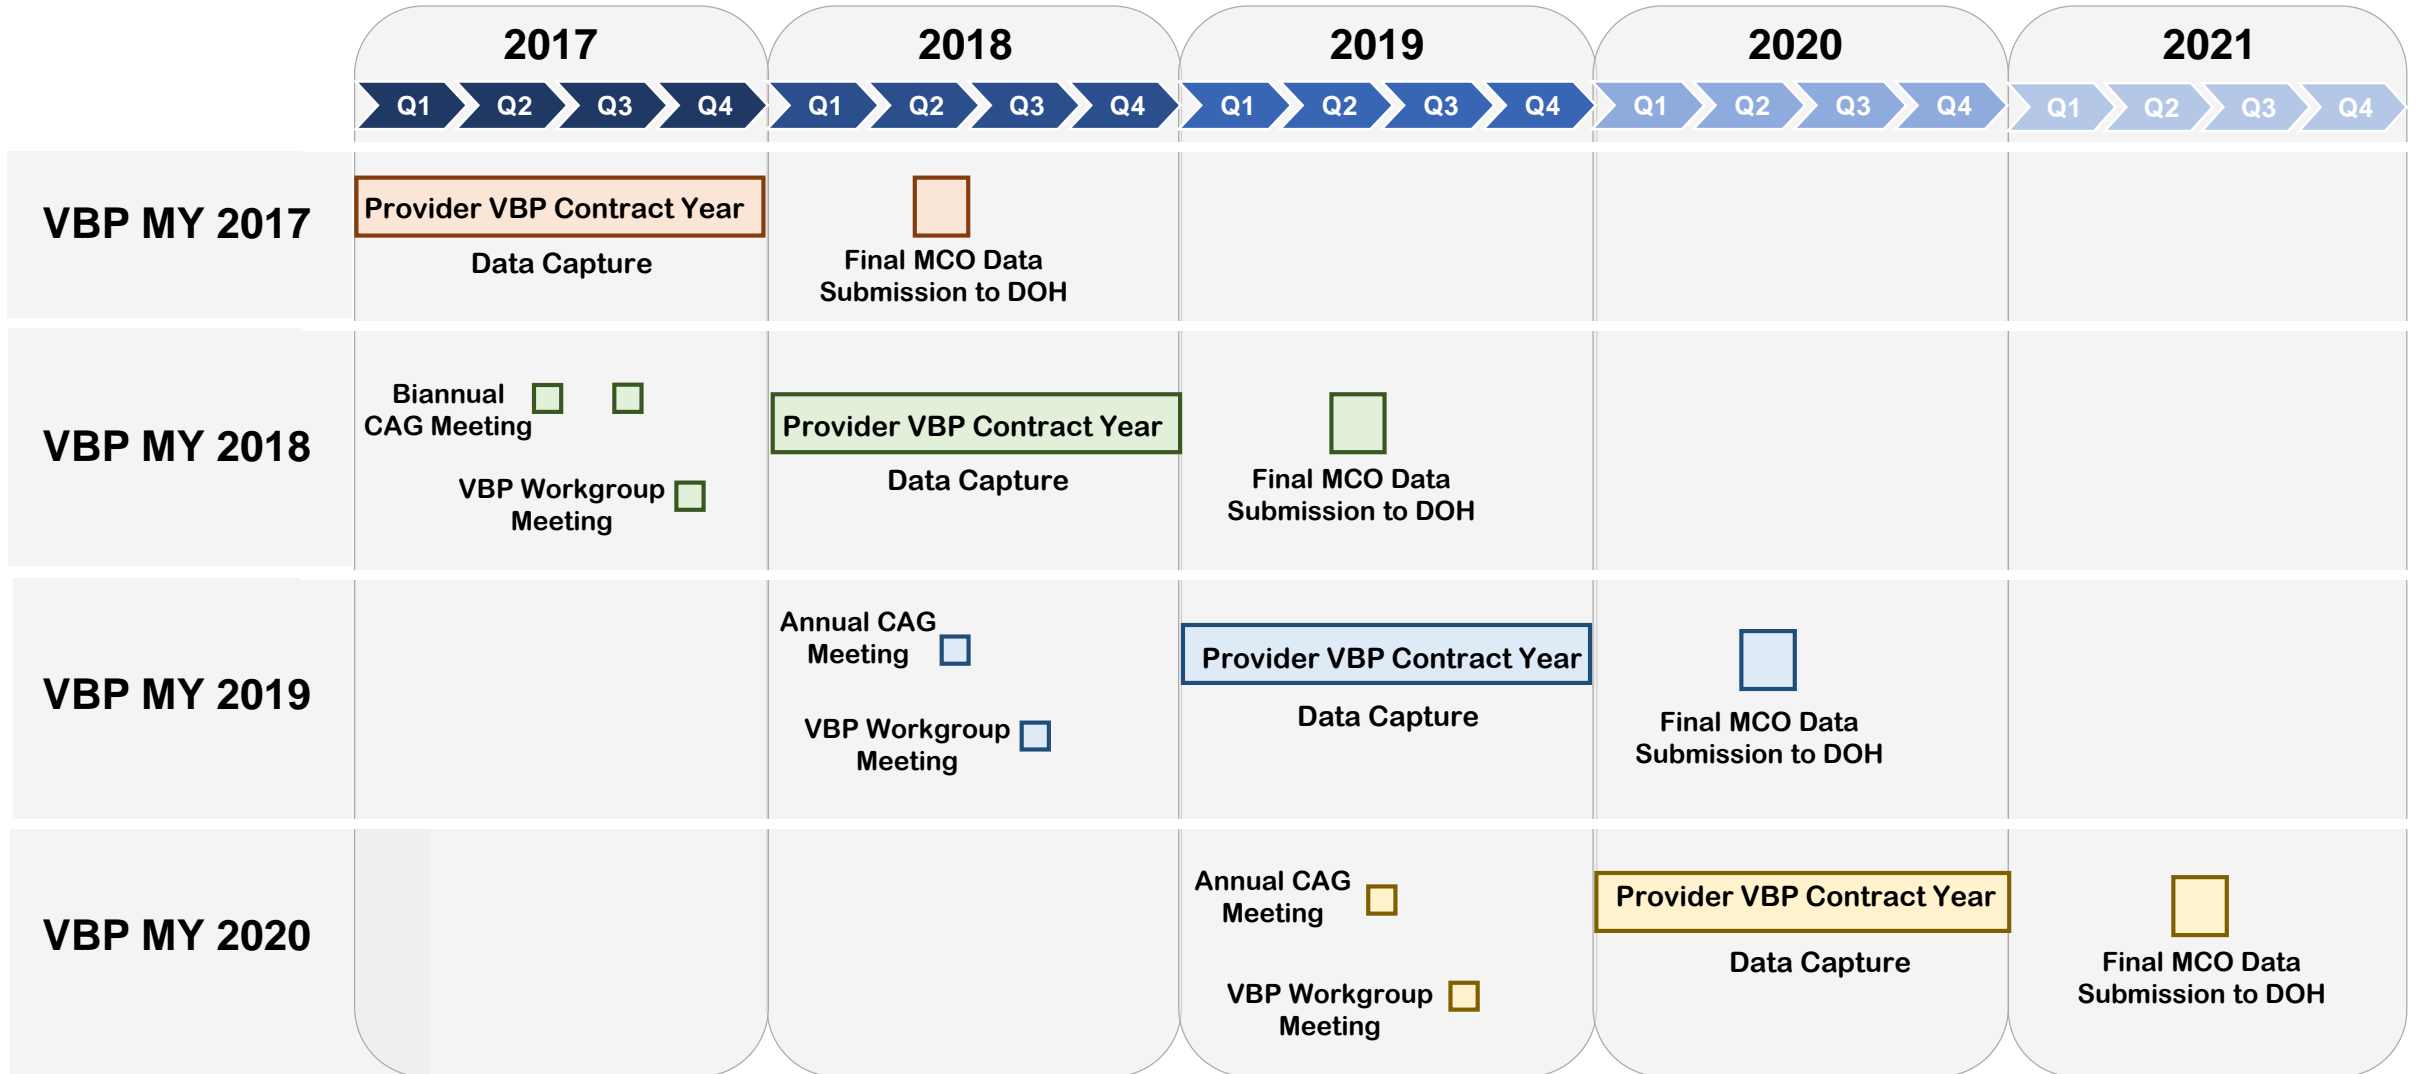 2017 2018 2019 2020 2021
Q1 Q2 Q3 Q4 Q1 Q2 Q3 Q4 Q1 Q2 Q3 Q4 Q1 Q2 Q3 Q4 Q1 Q2 Q3 Q4
VBP MY 2017
Provider VBP Contract Year
Data Capture
Final MCO Data
Submission to DOH
VBP MY 2018
Biannual
CAG Meeting
VBP Workgroup
Meeting
Provider VBP Contract Year
Data Capture
Final MCO Data
Submission to DOH
VBP MY 2019
Annual CAG
Meeting
VBP Workgroup
Meeting
Provider VBP Contract Year
Data Capture
Final MCO Data
Submission to DOH
VBP MY 2020
Annual CAG
Meeting
VBP Workgroup
Meeting
Provider VBP Contract Year
Data Capture
Final MCO Data
Submission to DOH